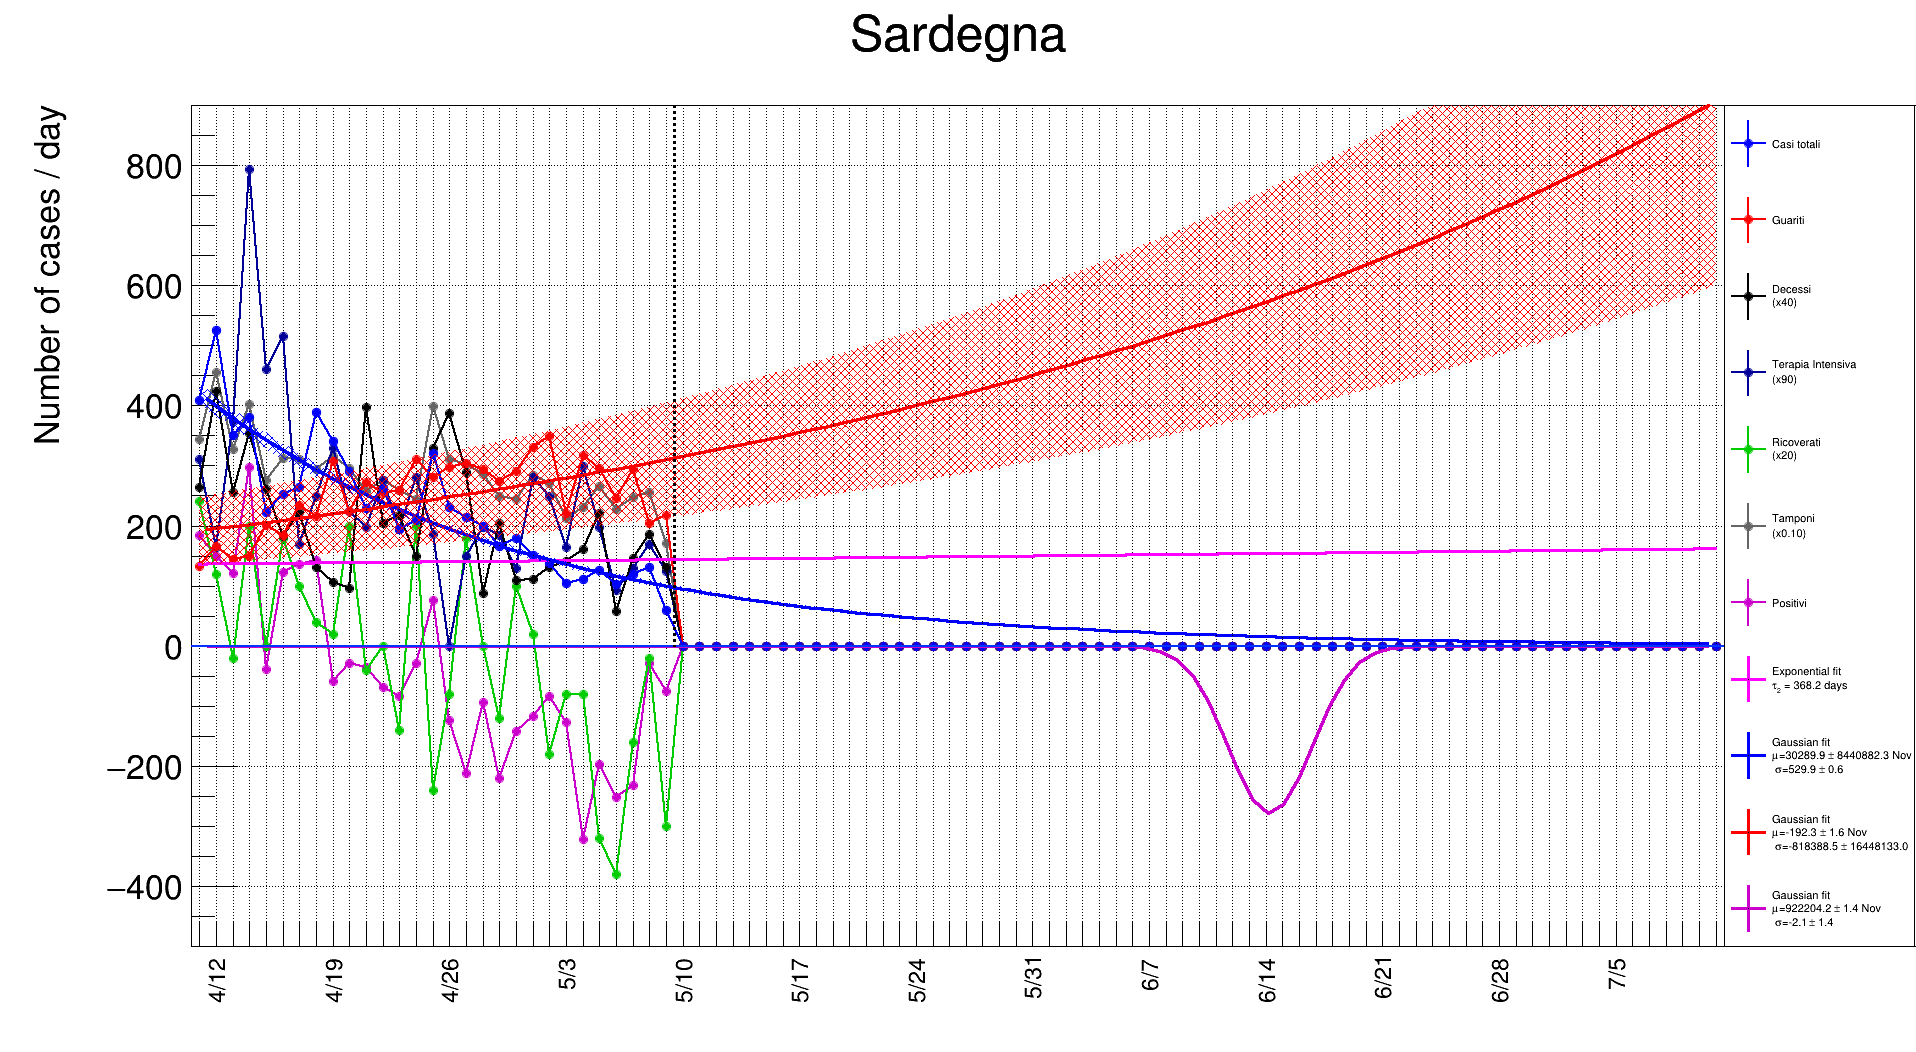 Sardegna
Number of cases / day
800
600
400
200
0
−200
−400
4/12
4/19
4/26
5/3
5/10
5/17
5/24
5/31
6/7
6/14
6/21
6/28
7/5
Casi totali
Guariti
Decessi
(x40)
Terapia Intensiva
(x90)
Ricoverati
(x20)
Tamponi
(x0.10)
Positivi
Exponential fit
τ₂ = 368.2 days
Gaussian fit
μ=30289.9 ± 8440882.3 Nov
σ=529.9 ± 0.6
Gaussian fit
μ=-192.3 ± 1.6 Nov
σ=-818388.5 ± 16448133.0
Gaussian fit
μ=922204.2 ± 1.4 Nov
σ=-2.1 ± 1.4